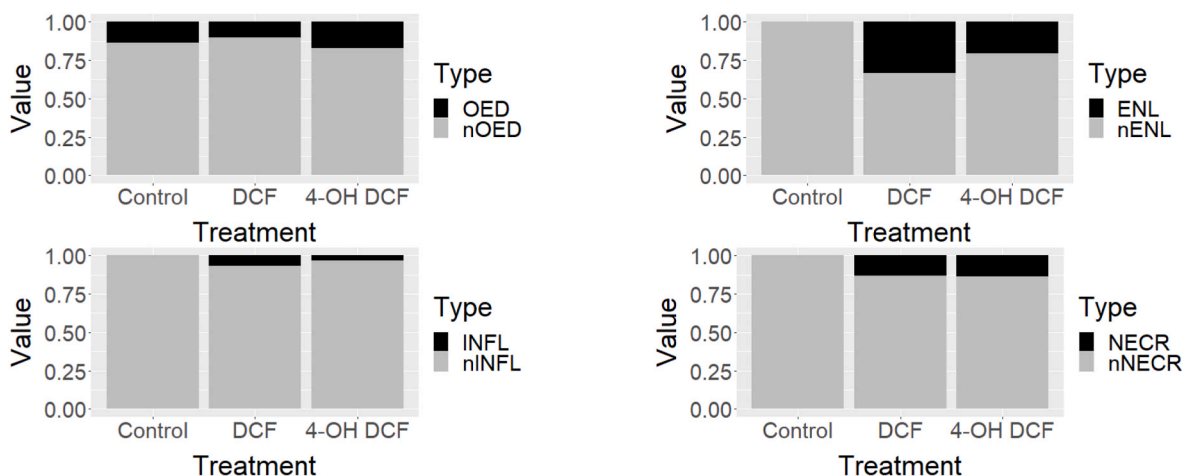 1.00
0.75
0.50
0.25
0.00
Value
Control DCF 4-OH DCF
Treatment
Type
OED
nOED
1.00
0.75
0.50
0.25
0.00
Value
Control DCF 4-OH DCF
Treatment
Type
ENL
nENL
1.00
0.75
0.50
0.25
0.00
Value
Control DCF 4-OH DCF
Treatment
Type
INFL
nINFL
1.00
0.75
0.50
0.25
0.00
Value
Control DCF 4-OH DCF
Treatment
Type
NECR
nNECR